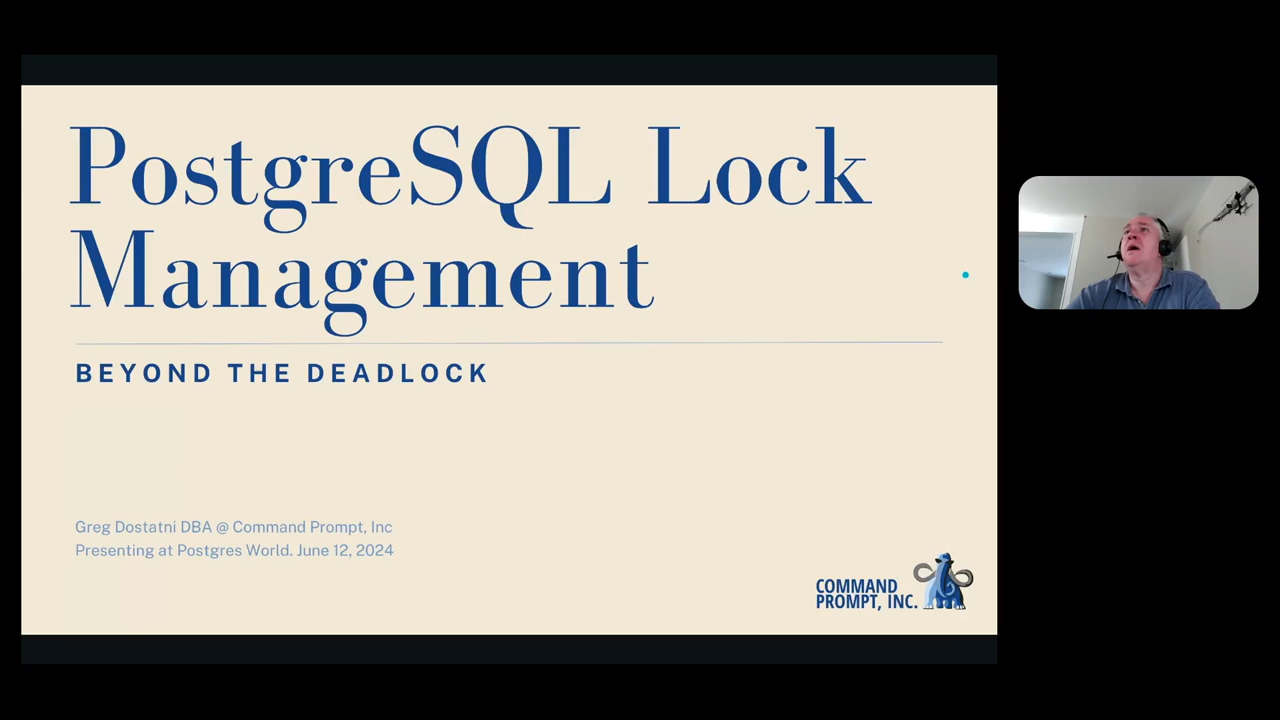 PostgreSQL Lock
Management
BEYOND THE DEADLOCK
Greg Dostatni DBA @ Command Prompt, Inc
Presenting at Postgres World. June 12, 2024
COMMAND
PROMPT, INC.